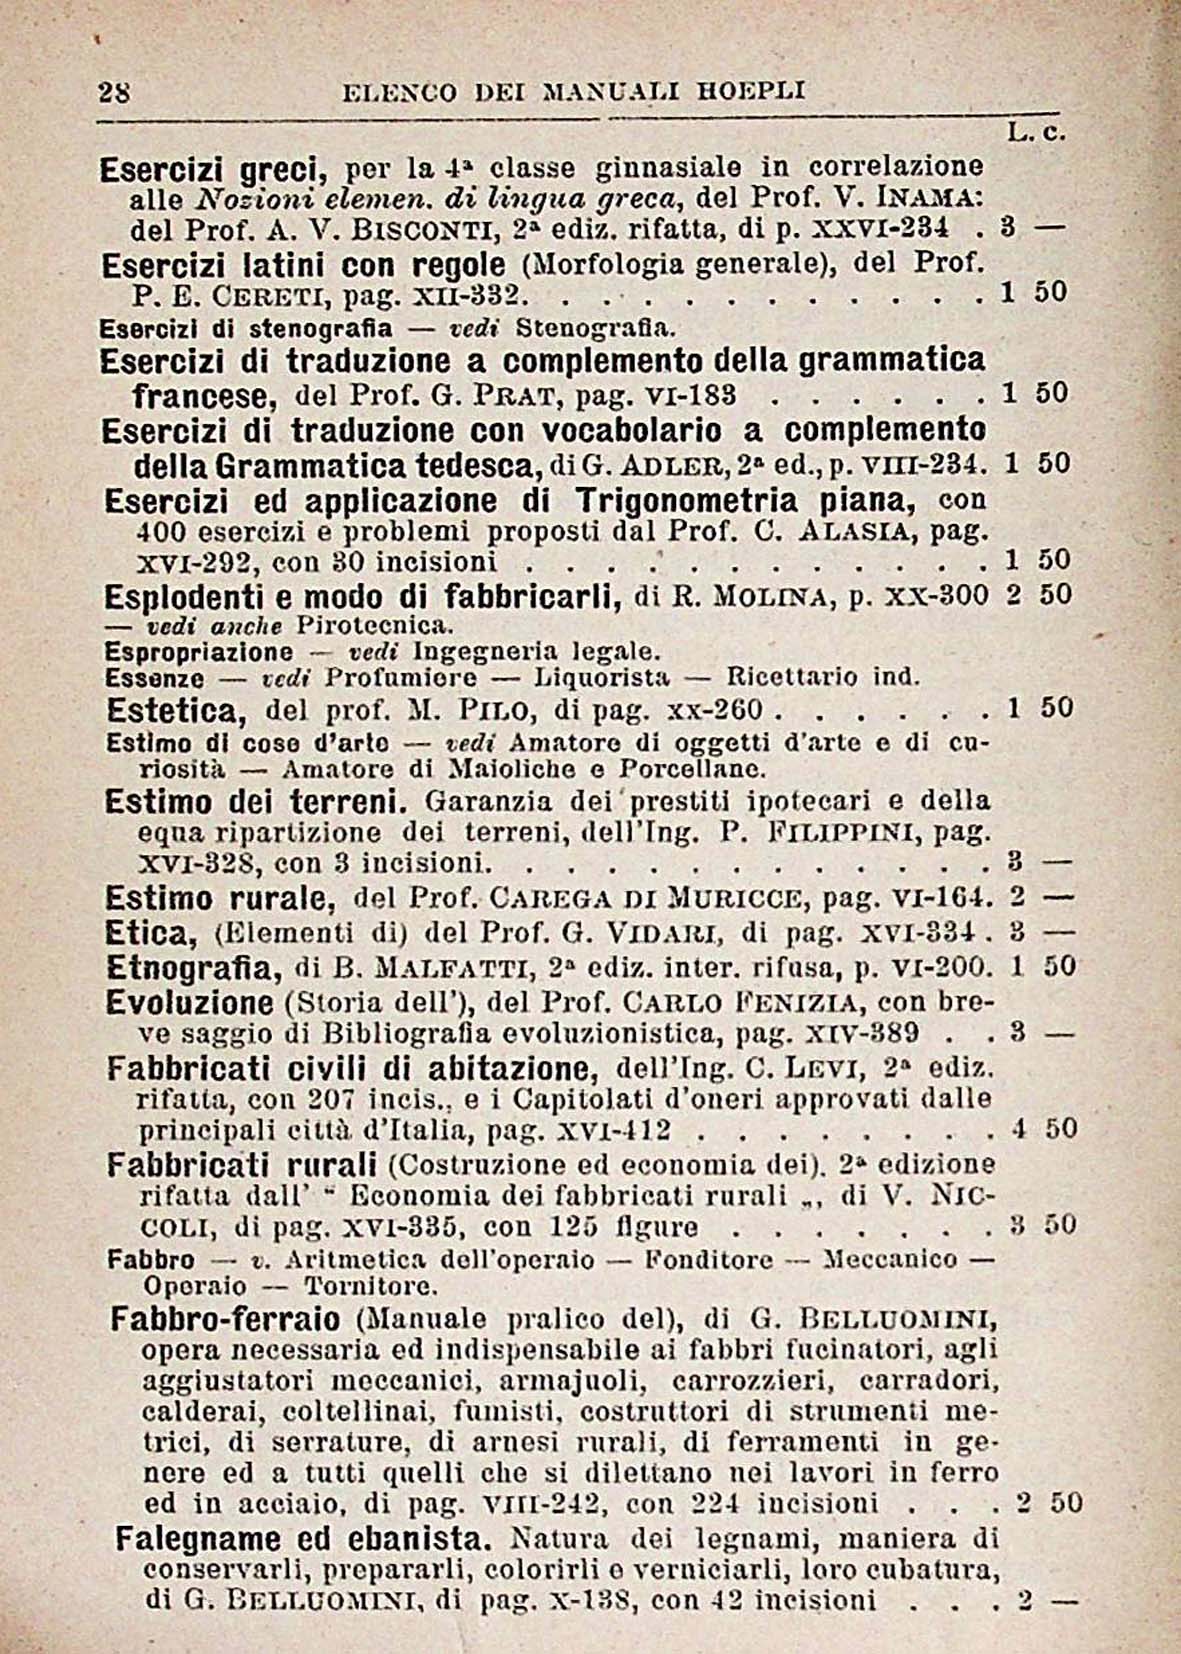 28 ELENCO DEI MANUALI HOEPLI
L. c.
Esercizi greci, per la 4ª classe ginnasiale in correlazione
alle Nozioni elemen. di lingua greca, del Prof. V. INAMA:
del Prof. A. V. BISCONTI, 2ª ediz. rifatta, di p. XXVI-234 . 3 —
Esercizi latini con regole (Morfologia generale), del Prof.
P. E. CERETI, pag. XII-332. . . . . . . . . . . . 1 50
Esercizi di stenografia — vedi Stenografia.
Esercizi di traduzione a complemento della grammatica
francese, del Prof. G. PRAT, pag. VI-183 . . . . . . 1 50
Esercizi di traduzione con vocabolario a complemento
della Grammatica tedesca, di G. ADLER, 2ª ed., p. VIII-234. 1 50
Esercizi ed applicazione di Trigonometria piana, con
400 esercizi e problemi proposti dal Prof. C. ALASIA, pag.
XVI-292, con 30 incisioni . . . . . . . . . . . . 1 50
Esplodenti e modo di fabbricarli, di R. MOLINA, p. XX-300 2 50
— vedi anche Pirotecnica.
Espropriazione — vedi Ingegneria legale.
Essenze — vedi Profumiere — Liquorista — Ricettario ind.
Estetica, del prof. M. PILO, di pag. XX-260 . . . . . . 1 50
Estimo di cose d'arte — vedi Amatore di oggetti d'arte e di cu-
riosità — Amatore di Maioliche e Porcellane.
Estimo dei terreni. Garanzia dei prestiti ipotecari e della
equa ripartizione dei terreni, dell'Ing. P. FILIPPINI, pag.
XVI-328, con 3 incisioni. . . . . . . . . . . . . 3 —
Estimo rurale, del Prof. CAREGA DI MURICCE, pag. VI-164. 2 —
Etica, (Elementi di) del Prof. G. VIDARI, di pag. XVI-334 . 3 —
Etnografia, di B. MALFATTI, 2ª ediz. inter. rifusa, p. VI-200. 1 50
Evoluzione (Storia dell'), del Prof. CARLO FENIZIA, con bre-
ve saggio di Bibliografia evoluzionistica, pag. XIV-389 . . 3 —
Fabbricati civili di abitazione, dell'Ing. C. LEVI, 2ª ediz.
rifatta, con 207 incis., e i Capitolati d'oneri approvati dalle
principali città d'Italia, pag. XVI-412 . . . . . . . . 4 50
Fabbricati rurali (Costruzione ed economia dei). 2ª edizione
rifatta dall' “ Economia dei fabbricati rurali „, di V. NIC-
COLI, di pag. XVI-335, con 125 figure . . . . . . . 3 50
Fabbro — v. Aritmetica dell'operaio — Fonditore — Meccanico —
Operaio — Tornitore.
Fabbro-ferraio (Manuale pratico del), di G. BELLUOMINI,
opera necessaria ed indispensabile ai fabbri fucinatori, agli
aggiustatori meccanici, armajuoli, carrozzieri, carradori,
calderai, coltellinai, fumisti, costruttori di strumenti me-
trici, di serrature, di arnesi rurali, di ferramenti in ge-
nere ed a tutti quelli che si dilettano nei lavori in ferro
ed in acciaio, di pag. VIII-242, con 224 incisioni . . . 2 50
Falegname ed ebanista. Natura dei legnami, maniera di
conservarli, prepararli, colorirli e verniciarli, loro cubatura,
di G. BELLUOMINI, di pag. X-138, con 42 incisioni . . . 2 —